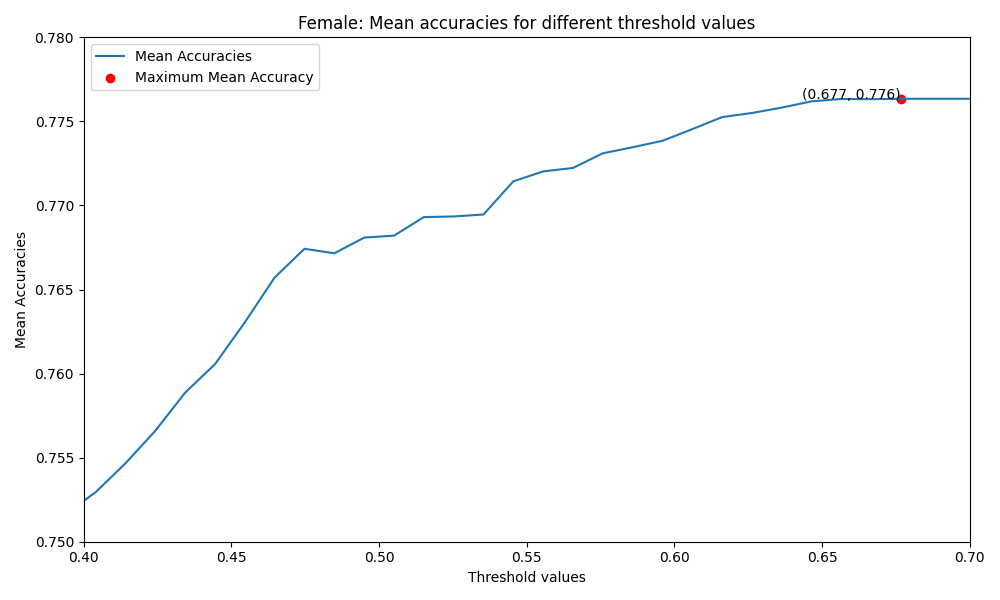 Female: Mean accuracies for different threshold values
0.780
Mean Accuracies
Maximum Mean Accuracy
(0.677, 0.776)
0.775
0.770
0.765
0.760
0.755
0.750
Mean Accuracies
0.40 0.45 0.50 0.55 0.60 0.65 0.70
Threshold values